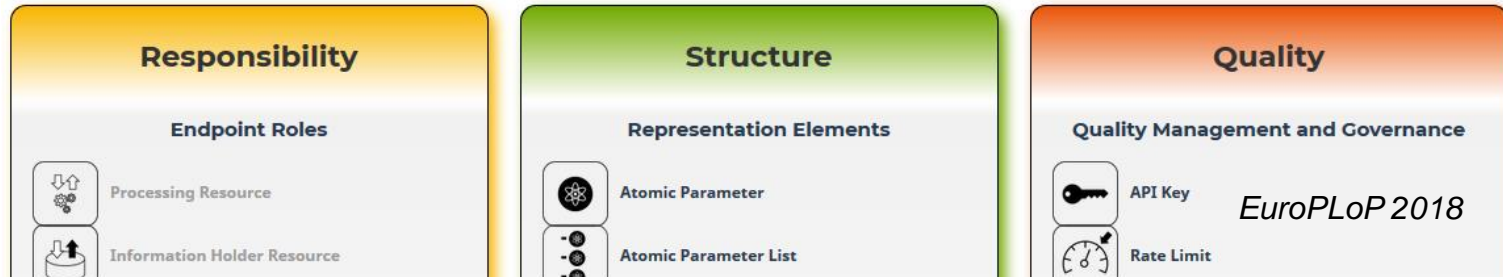 Responsibility
Endpoint Roles
Processing Resource
Information Holder Resource
Structure
Representation Elements
Atomic Parameter
Atomic Parameter List
Quality
Quality Management and Governance
API Key
EuroPLoP 2018
Rate Limit